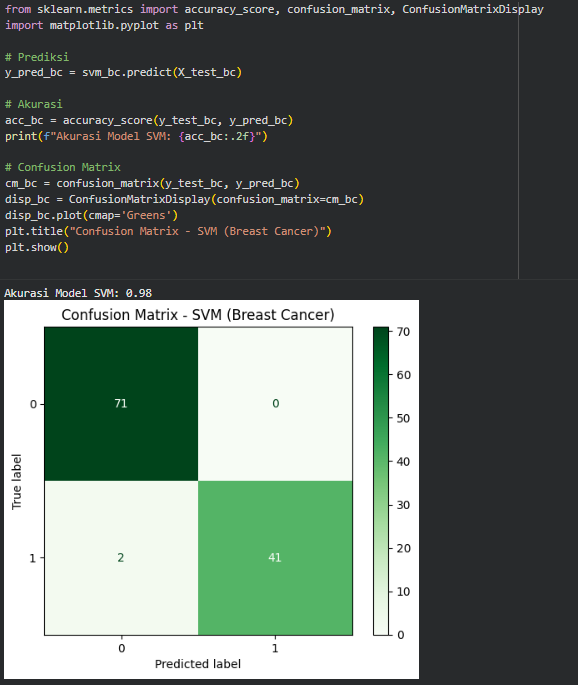 from sklearn.metrics import accuracy_score, confusion_matrix, ConfusionMatrixDisplay
import matplotlib.pyplot as plt
# Prediksi
y_pred_bc = svm_bc.predict(X_test_bc)
# Akurasi
acc_bc = accuracy_score(y_test_bc, y_pred_bc)
print(f"Akurasi Model SVM: {acc_bc:.2f}")
# Confusion Matrix
cm_bc = confusion_matrix(y_test_bc, y_pred_bc)
disp_bc = ConfusionMatrixDisplay(confusion_matrix=cm_bc)
disp_bc.plot(cmap='Greens')
plt.title("Confusion Matrix - SVM (Breast Cancer)")
plt.show()
Akurasi Model SVM: 0.98
Confusion Matrix - SVM (Breast Cancer)
True label
0
71
0
1
2
41
0
1
Predicted label
70
60
50
40
30
20
10
0